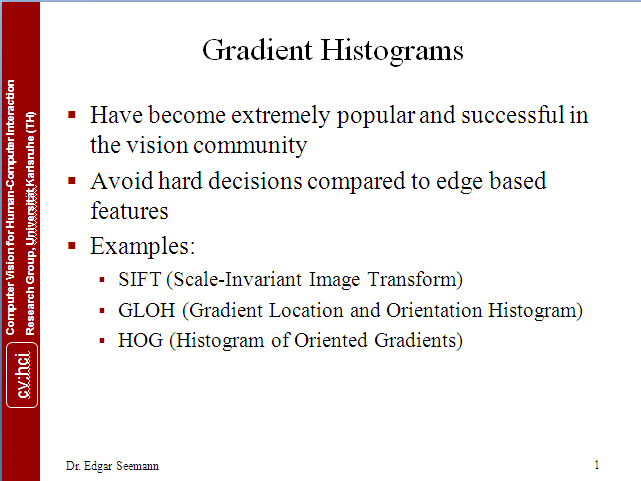 Gradient Histograms
Have become extremely popular and successful in
the vision community
Avoid hard decisions compared to edge based
features
Examples:
SIFT (Scale-Invariant Image Transform)
GLOH (Gradient Location and Orientation Histogram)
HOG (Histogram of Oriented Gradients)
Computer Vision for Human-Computer Interaction
Research Group, Universität Karlsruhe (TH)
cv:hci
Dr. Edgar Seemann
1